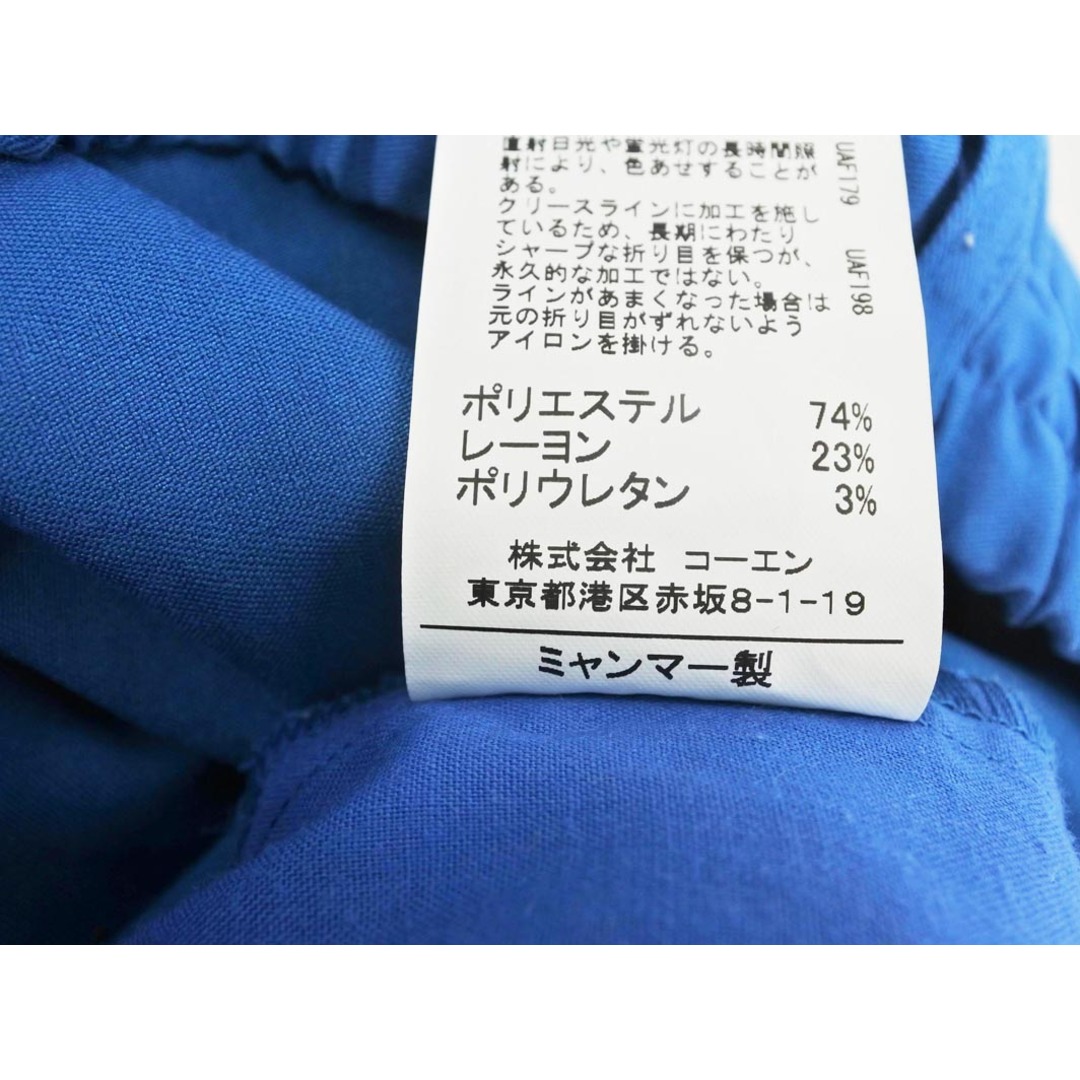 直射日光や蛍光灯の長時間照
射により、色あせすることが
ある。
クリースラインに加工を施し
ているため、長期にわたり
シャープな折り目を保つが、
永久的な加工ではない。
ラインがあまくなった場合は
元の折り目がずれないよう
アイロンを掛ける。
UAF179 UAF198
ポリエステル 74%
レーヨン 23%
ポリウレタン 3%
株式会社 コーエン
東京都港区赤坂8-1-19
ミャンマー製